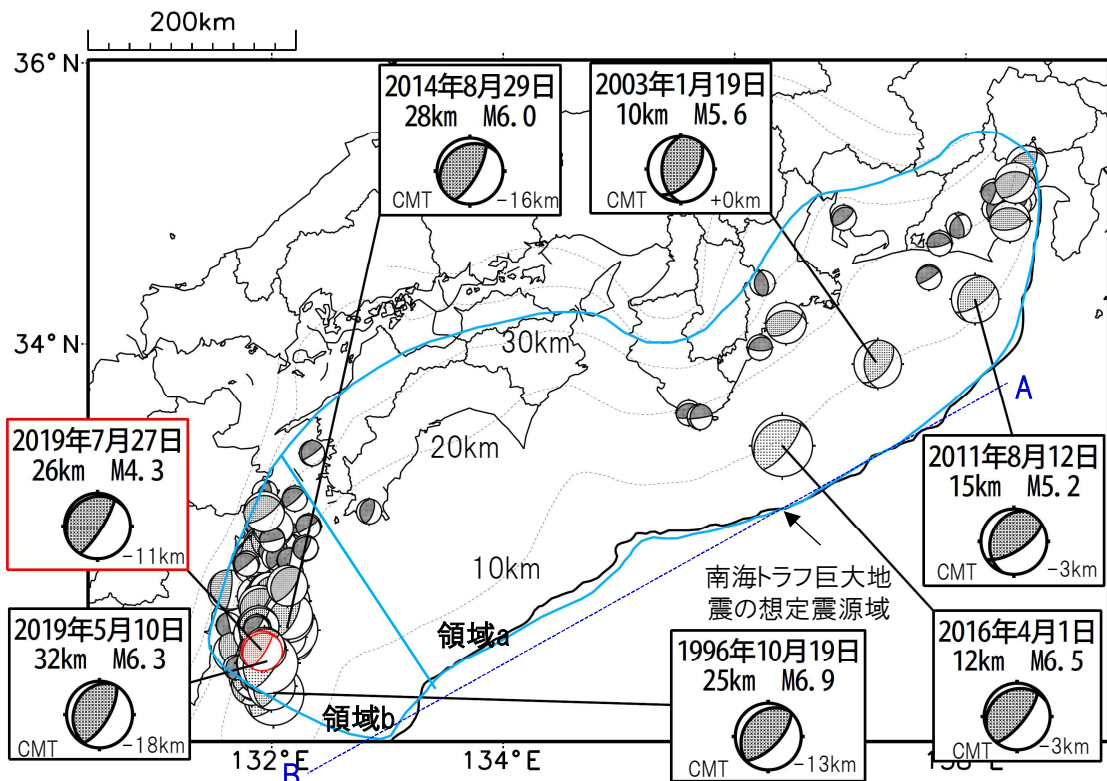 200km
36°N
2014年8月29日
28km M6.0
CMT
-16km
2003年1月19日
10km M5.6
CMT
+0km
34°N
30km
20km
10km
A
2019年7月27日
26km M4.3
-11km
2011年8月12日
15km M5.2
CMT
-3km
南海トラフ巨大地
震の想定震源域
2019年5月10日
32km M6.3
CMT
-18km
領域a
領域b
1996年10月19日
25km M6.9
CMT
-13km
2016年4月1日
12km M6.5
CMT
-3km
132°E
B
134°E